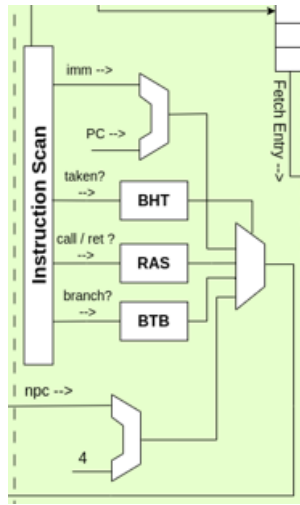 imm -->
PC -->
Fetch Entry -->
Instruction Scan
taken?
-->
BHT
call / ret ?
-->
RAS
branch?
-->
BTB
npc -->
4